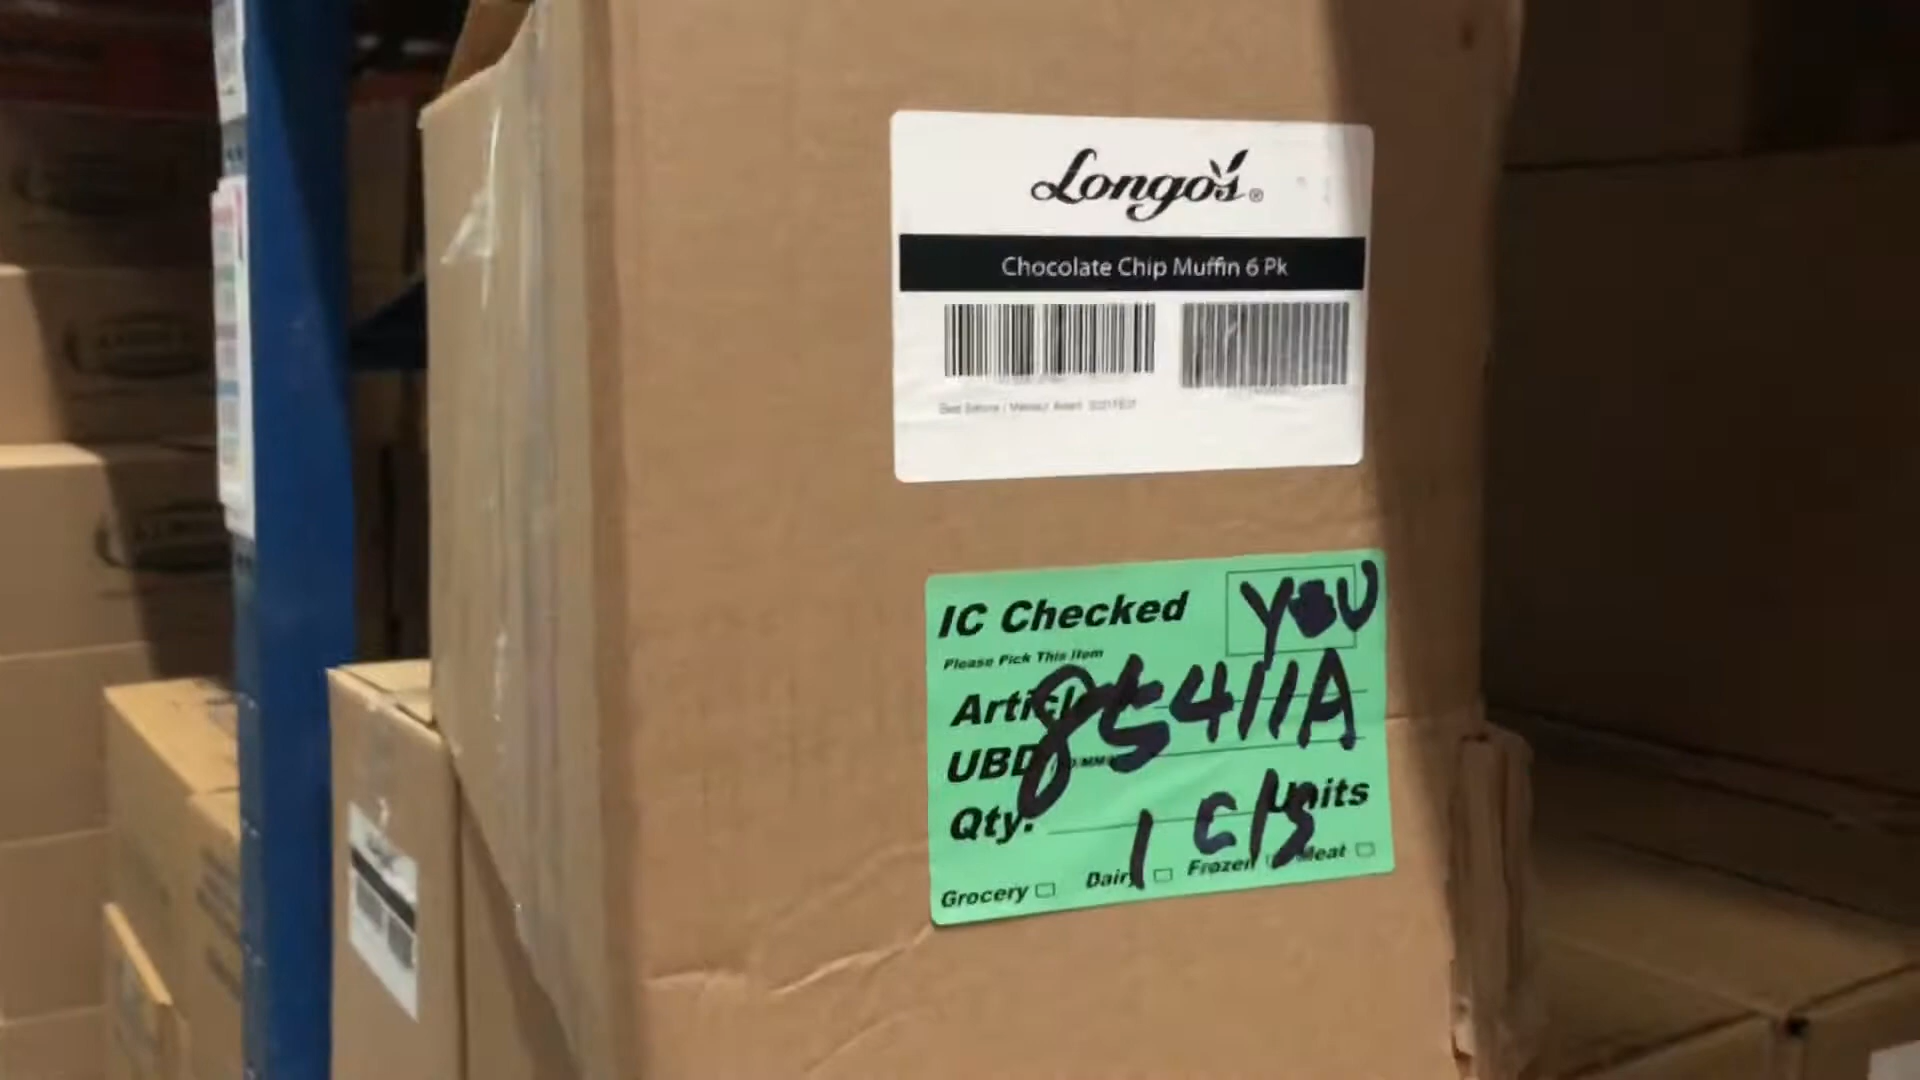 Longo's®
Chocolate Chip Muffin 6 Pk
IC Checked
YOU
Please Pick This Item
Article 85411A
UBD
Qty. 1 c/s Units
Grocery Dairy Frozen Meat